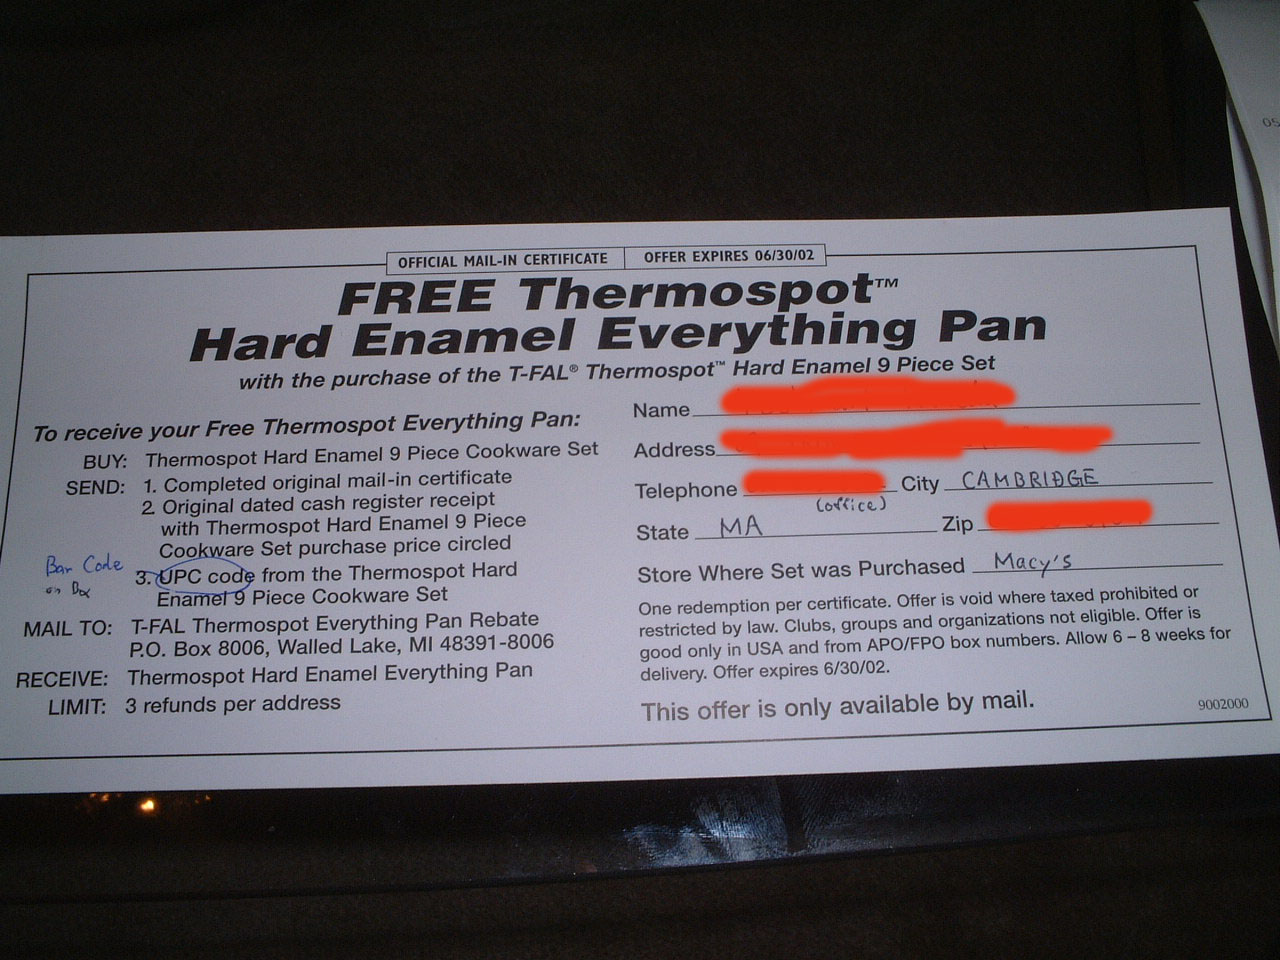 OFFICIAL MAIL-IN CERTIFICATE OFFER EXPIRES 06/30/02
FREE Thermospot™
Hard Enamel Everything Pan
with the purchase of the T-FAL® Thermospot™ Hard Enamel 9 Piece Set
To receive your Free Thermospot Everything Pan:
BUY: Thermospot Hard Enamel 9 Piece Cookware Set
SEND: 1. Completed original mail-in certificate
2. Original dated cash register receipt
with Thermospot Hard Enamel 9 Piece
Cookware Set purchase price circled
Bar Code
on Box
3. UPC code from the Thermospot Hard
Enamel 9 Piece Cookware Set
MAIL TO: T-FAL Thermospot Everything Pan Rebate
P.O. Box 8006, Walled Lake, MI 48391-8006
RECEIVE: Thermospot Hard Enamel Everything Pan
LIMIT: 3 refunds per address
Name
Address
Telephone City CAMBRIDGE
(office)
State MA Zip
Store Where Set was Purchased Macy's
One redemption per certificate. Offer is void where taxed prohibited or
restricted by law. Clubs, groups and organizations not eligible. Offer is
good only in USA and from APO/FPO box numbers. Allow 6 – 8 weeks for
delivery. Offer expires 6/30/02.
This offer is only available by mail.
9002000
05